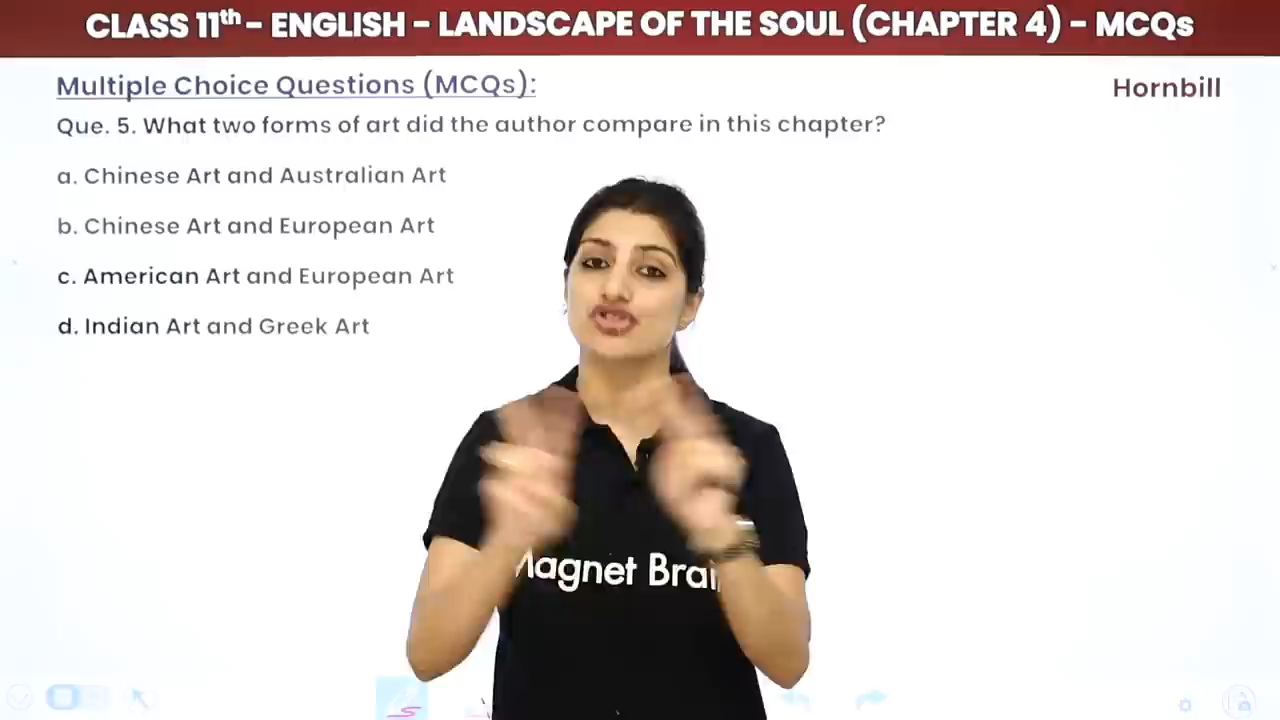 CLASS 11th - ENGLISH - LANDSCAPE OF THE SOUL (CHAPTER 4) - MCQs
Multiple Choice Questions (MCQs):
Hornbill
Que. 5. What two forms of art did the author compare in this chapter?
a. Chinese Art and Australian Art
b. Chinese Art and European Art
c. American Art and European Art
d. Indian Art and Greek Art
Magnet Brai